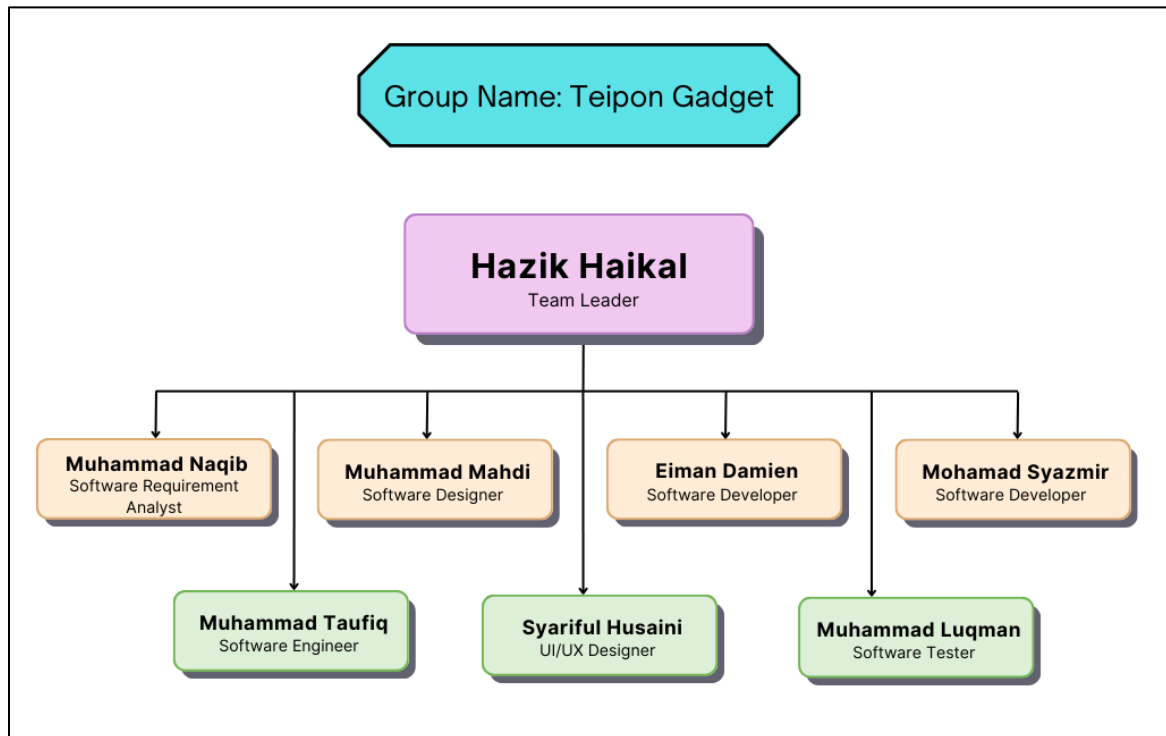 Group Name: Teipon Gadget
Hazik Haikal
Team Leader
Muhammad Naqib
Software Requirement
Analyst
Muhammad Mahdi
Software Designer
Eiman Damien
Software Developer
Mohamad Syazmir
Software Developer
Muhammad Taufiq
Software Engineer
Syariful Husaini
UI/UX Designer
Muhammad Luqman
Software Tester